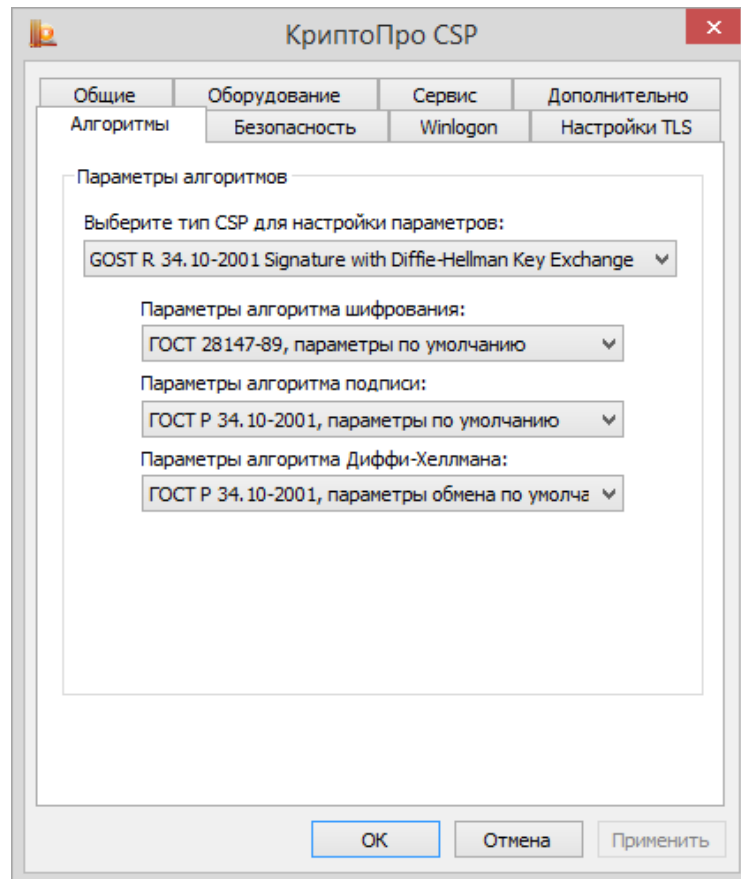 КриптоПро CSP
Общие Оборудование Сервис Дополнительно
Алгоритмы Безопасность Winlogon Настройки TLS
Параметры алгоритмов
Выберите тип CSP для настройки параметров:
GOST R 34.10-2001 Signature with Diffie-Hellman Key Exchange
Параметры алгоритма шифрования:
ГОСТ 28147-89, параметры по умолчанию
Параметры алгоритма подписи:
ГОСТ Р 34.10-2001, параметры по умолчанию
Параметры алгоритма Диффи-Хеллмана:
ГОСТ Р 34.10-2001, параметры обмена по умолча
ОК Отмена Применить